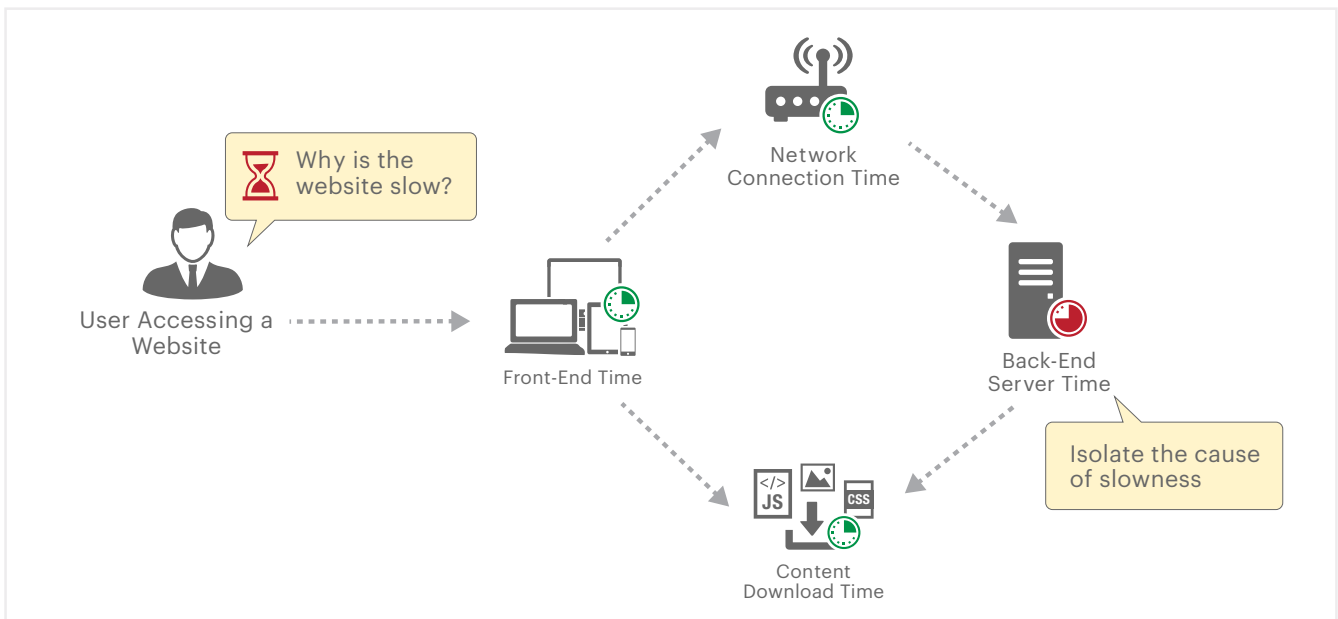 Why is the
website slow?
User Accessing a
Website
Front-End Time
Network
Connection Time
Back-End
Server Time
Isolate the cause
of slowness
</>
JS
CSS
Content
Download Time